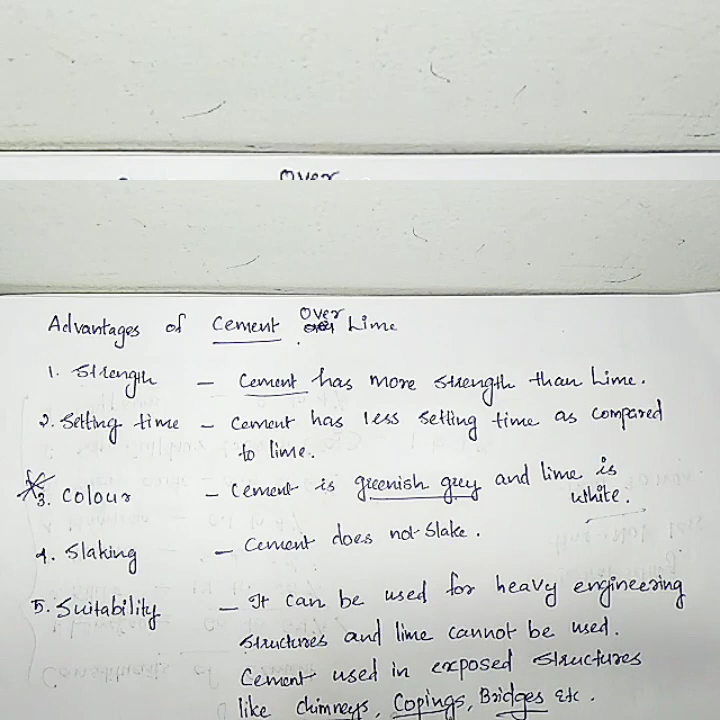 over
Advantages of Cement Over Lime
1. Strength - Cement has more strength than Lime.
2. Setting time - Cement has less setting time as compared
to lime.
3. Colour - Cement is greenish grey and lime is
white.
4. Slaking - Cement does not slake.
5. Suitability - It can be used for heavy engineering
structures and lime cannot be used.
Cement used in exposed structures
like chimneys, Copings, Bridges Etc.